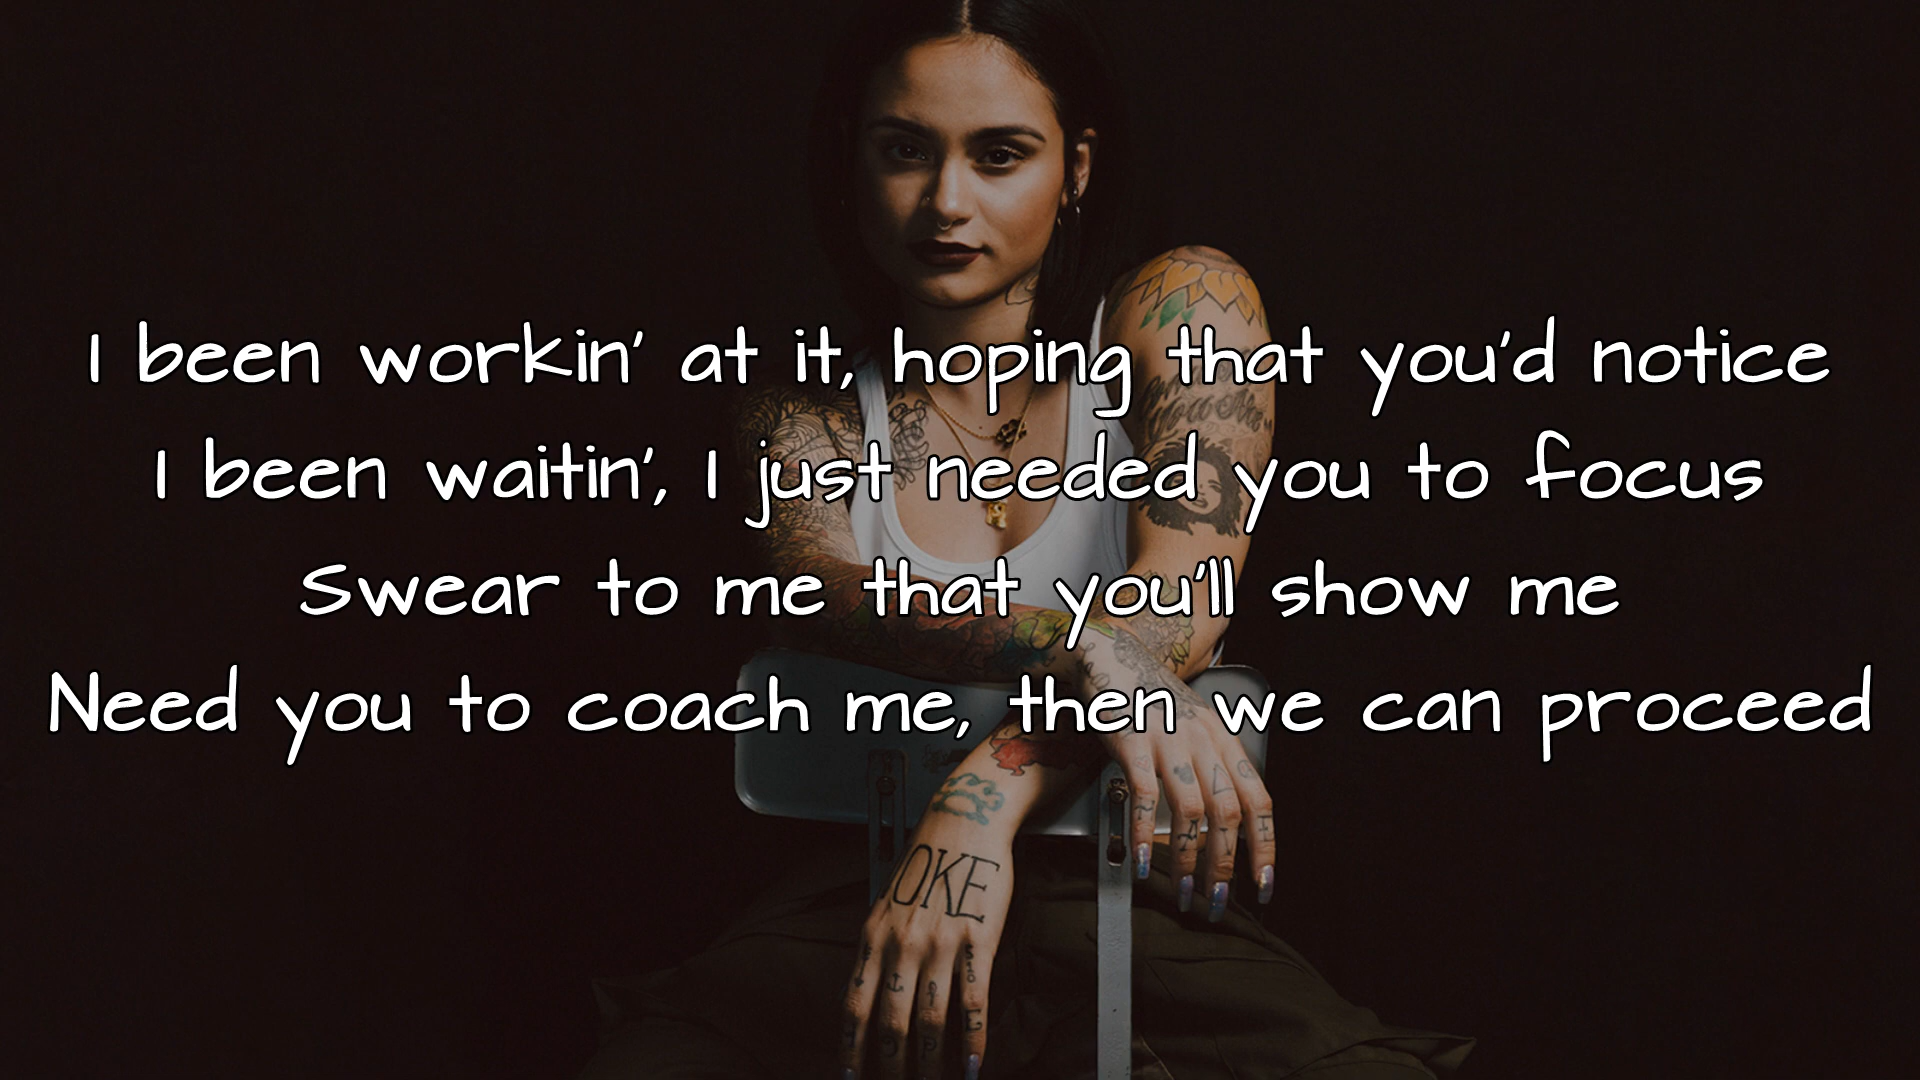 I been workin' at it, hoping that you'd notice
I been waitin', I just needed you to focus
Swear to me that you'll show me
Need you to coach me, then we can proceed
OKE